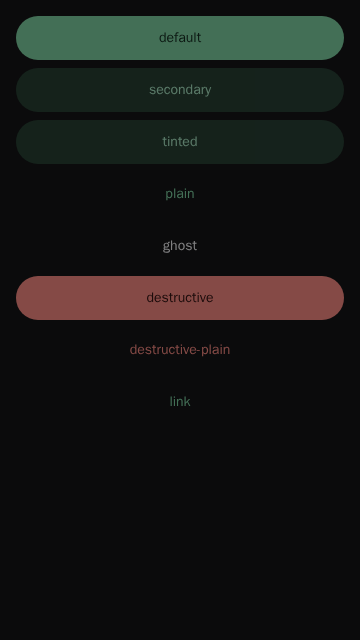 default
secondary
tinted
plain
ghost
destructive
destructive-plain
link